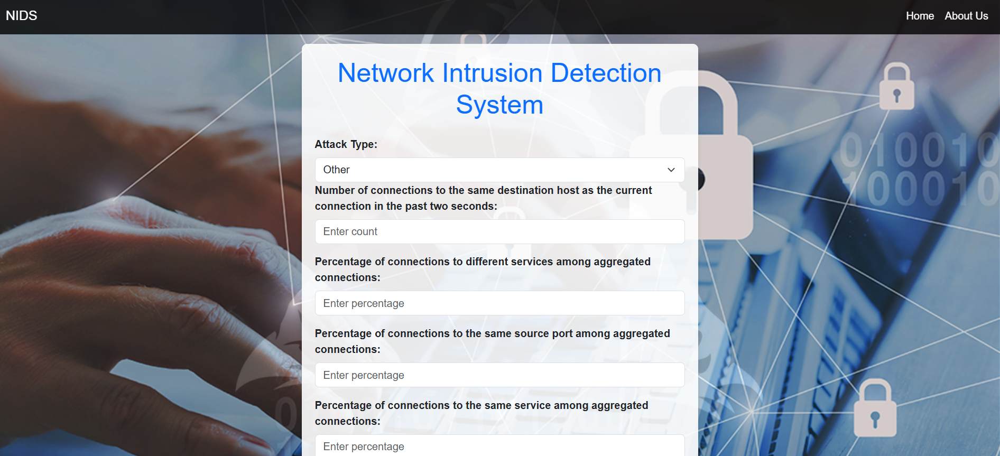 NIDS
Home About Us
Network Intrusion Detection
System
Attack Type:
Other
Number of connections to the same destination host as the current
connection in the past two seconds:
Enter count
Percentage of connections to different services among aggregated
connections:
Enter percentage
Percentage of connections to the same source port among aggregated
connections:
Enter percentage
Percentage of connections to the same service among aggregated
connections:
Enter percentage
010010
100010
0